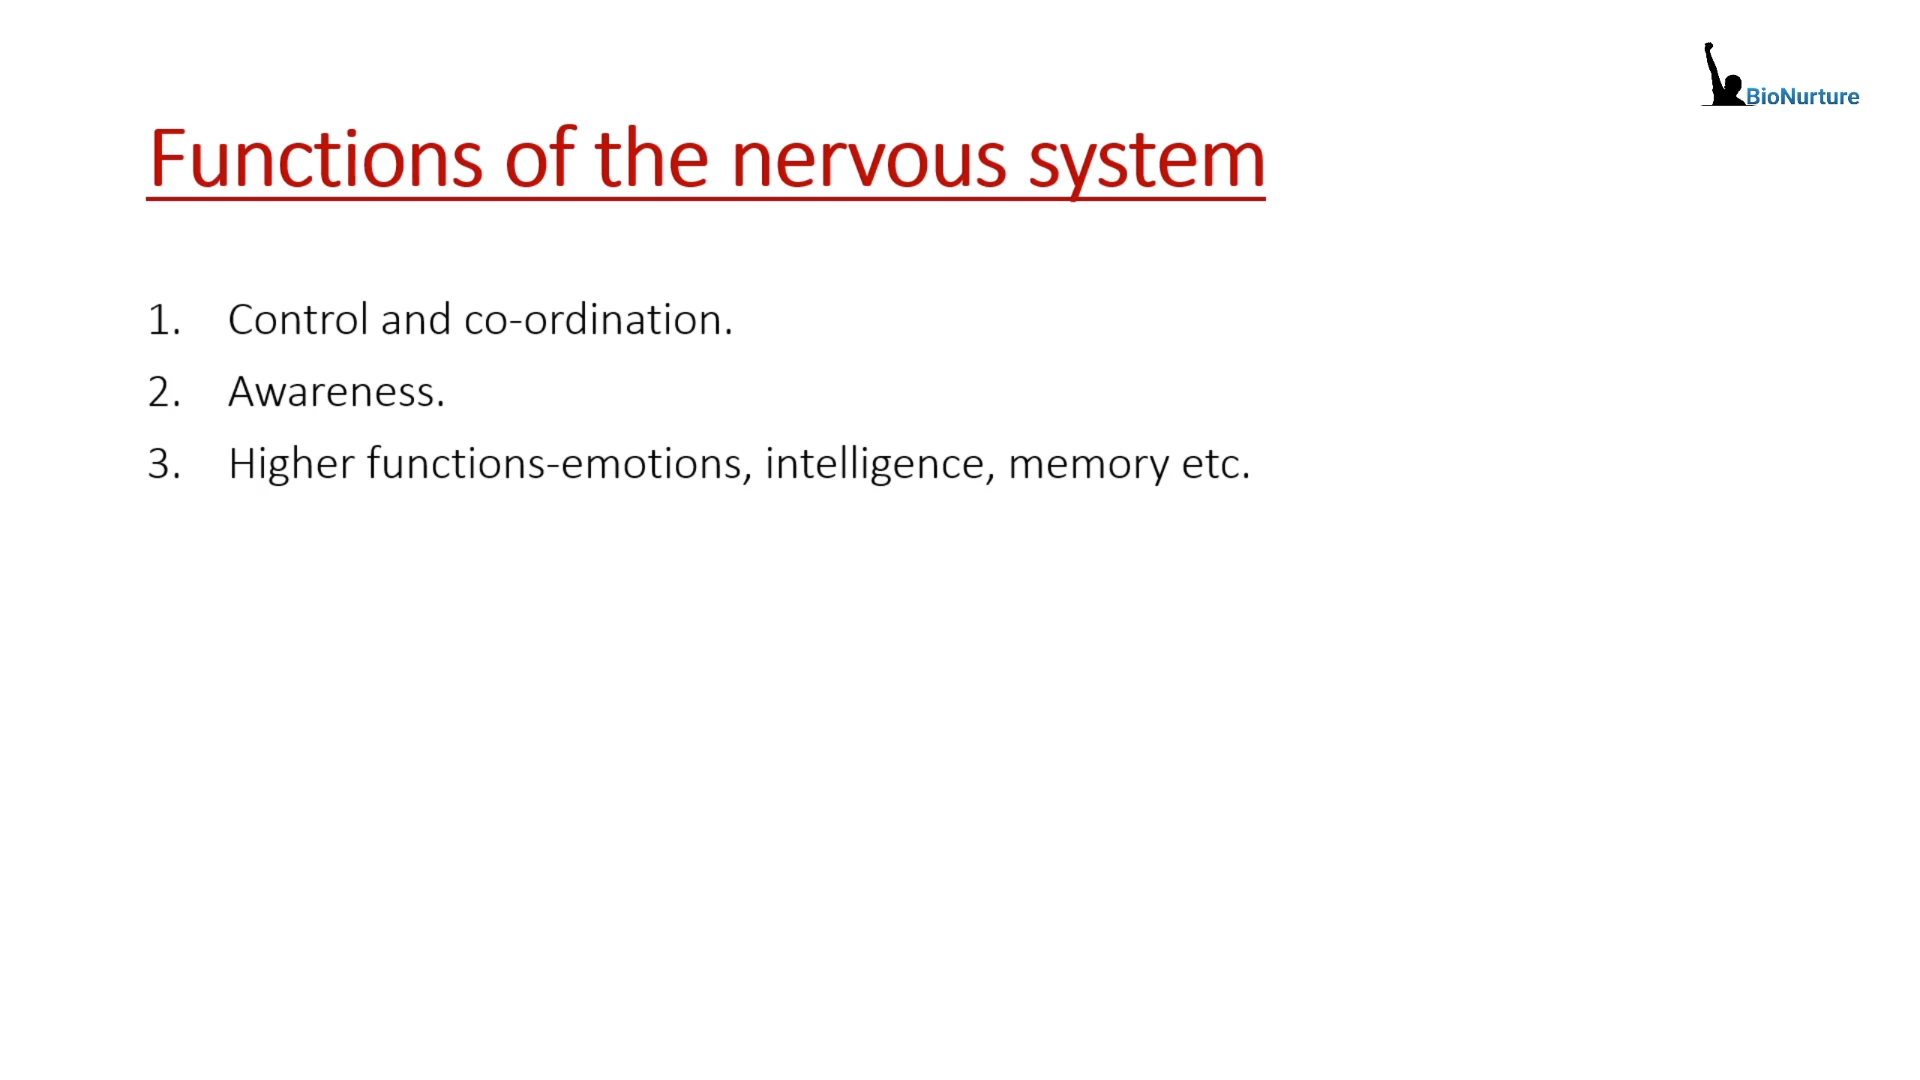 BioNurture
Functions of the nervous system
1. Control and co-ordination.
2. Awareness.
3. Higher functions-emotions, intelligence, memory etc.